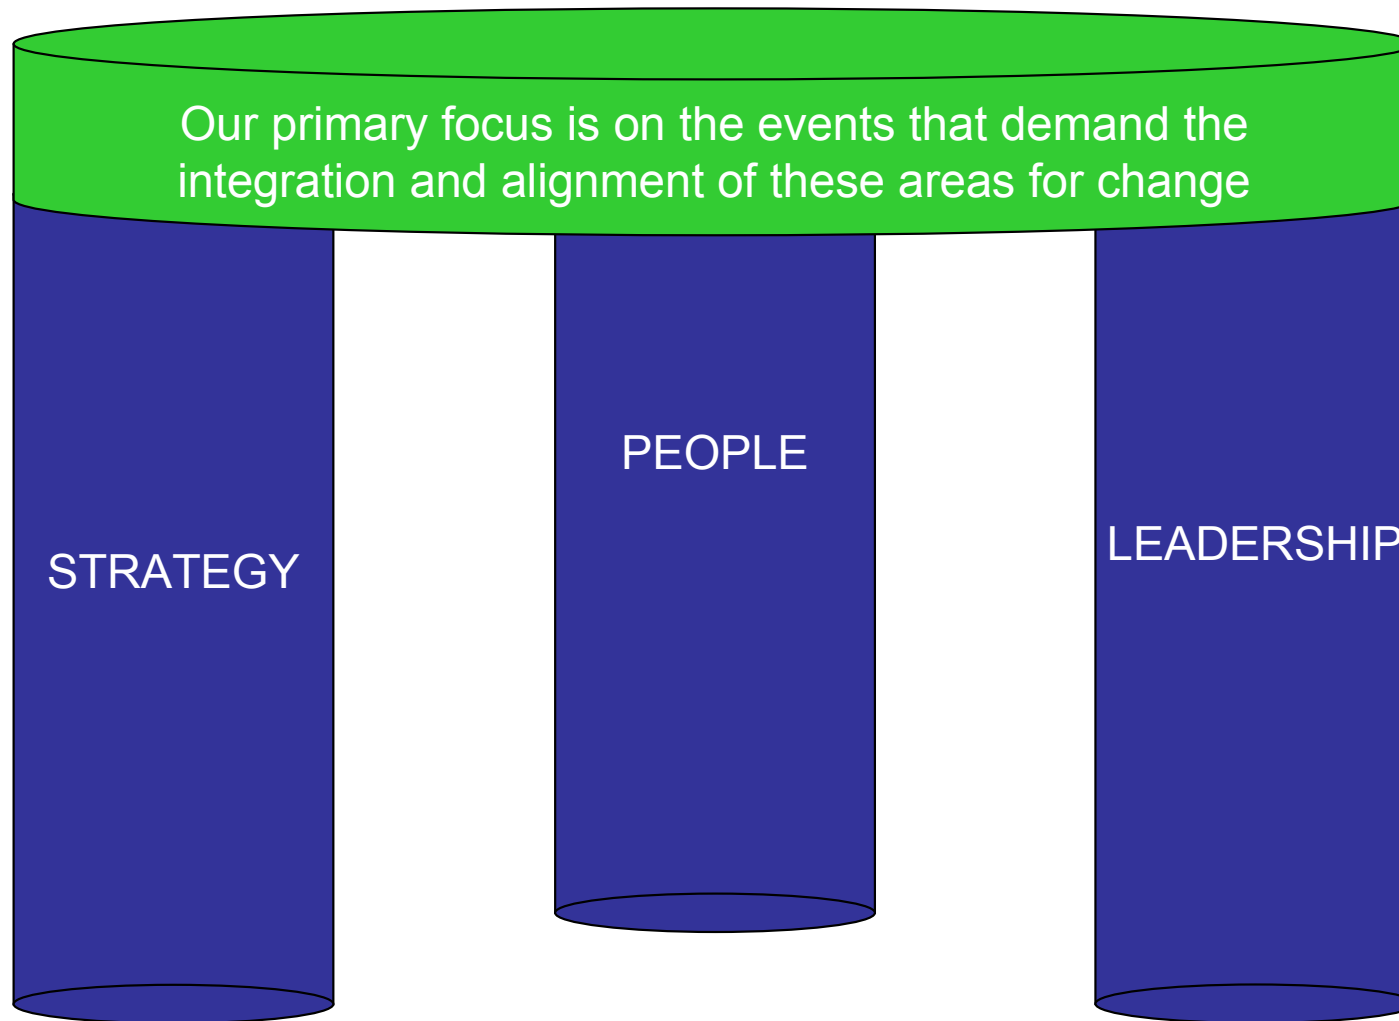 Our primary focus is on the events that demand the
integration and alignment of these areas for change
PEOPLE
STRATEGY
LEADERSHIP